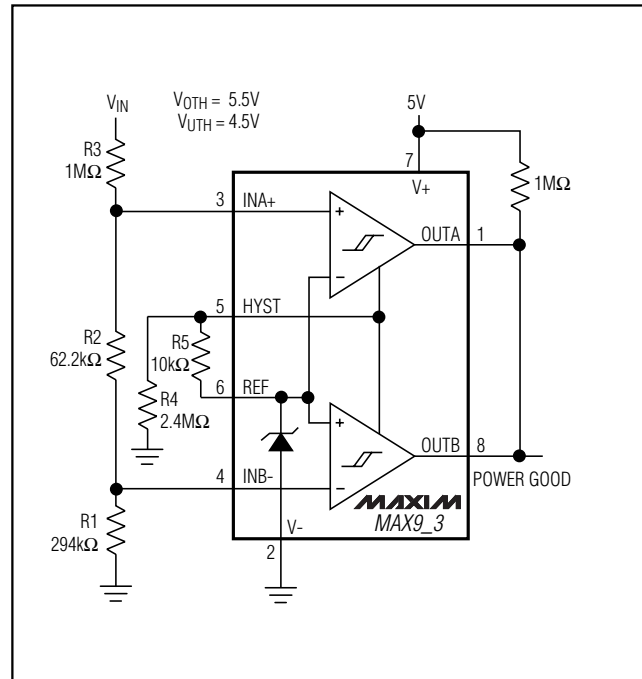 V_IN
V_OTH = 5.5V
V_UTH = 4.5V
5V
R3
1MΩ
7
V+
1MΩ
3 INA+
+
−
OUTA 1
5 HYST
R5
10kΩ
R2
62.2kΩ
6 REF
R4
2.4MΩ
+
−
OUTB 8
POWER GOOD
4 INB-
MAXIM
MAX9_3
R1
294kΩ
V-
2